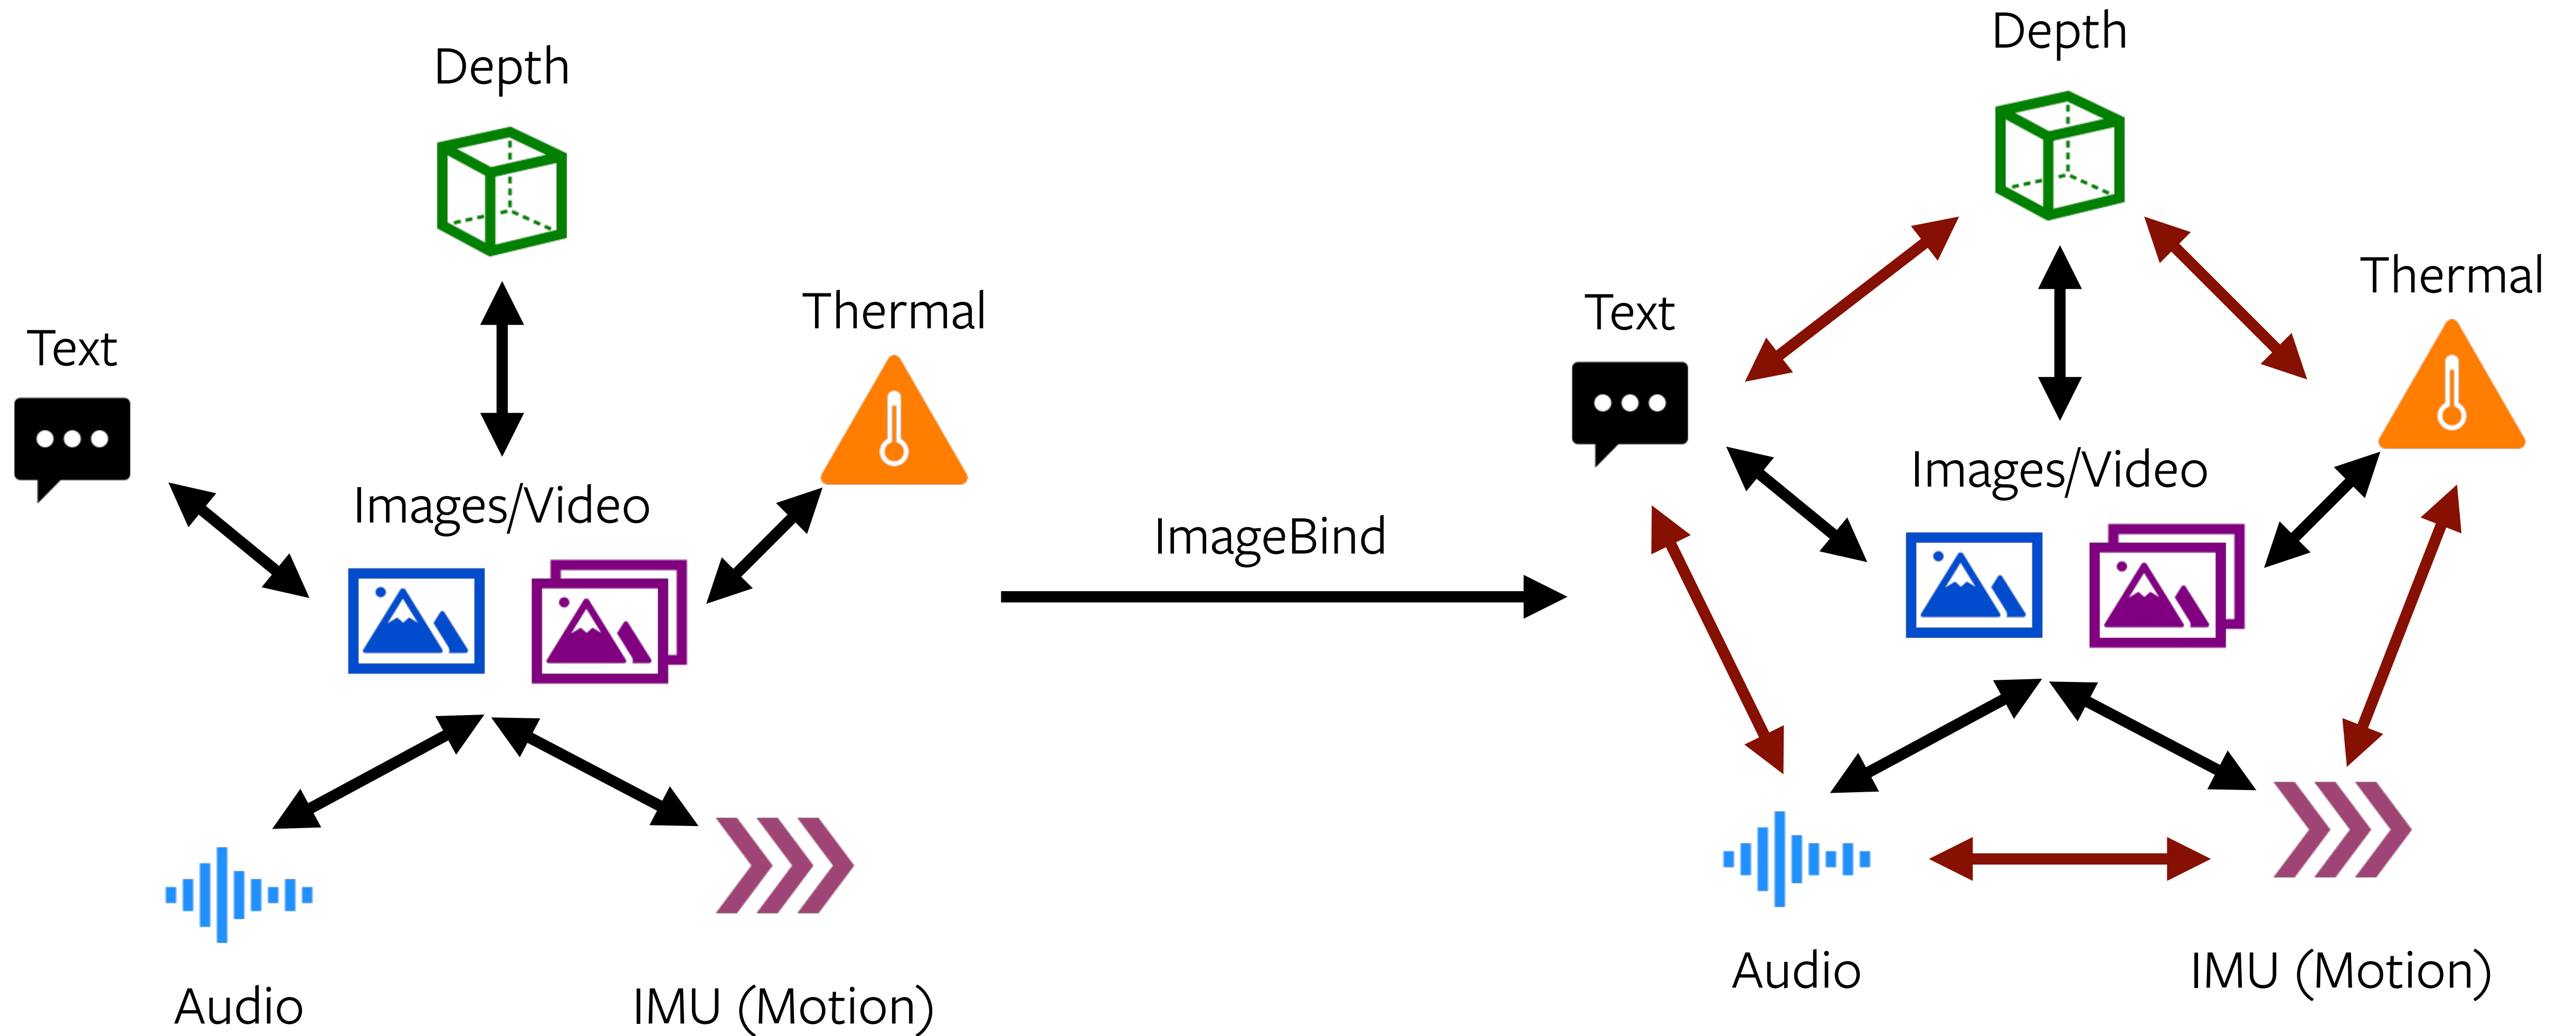 Depth
Thermal
Text
Images/Video
Audio
IMU (Motion)
ImageBind
Depth
Thermal
Text
Images/Video
Audio
IMU (Motion)